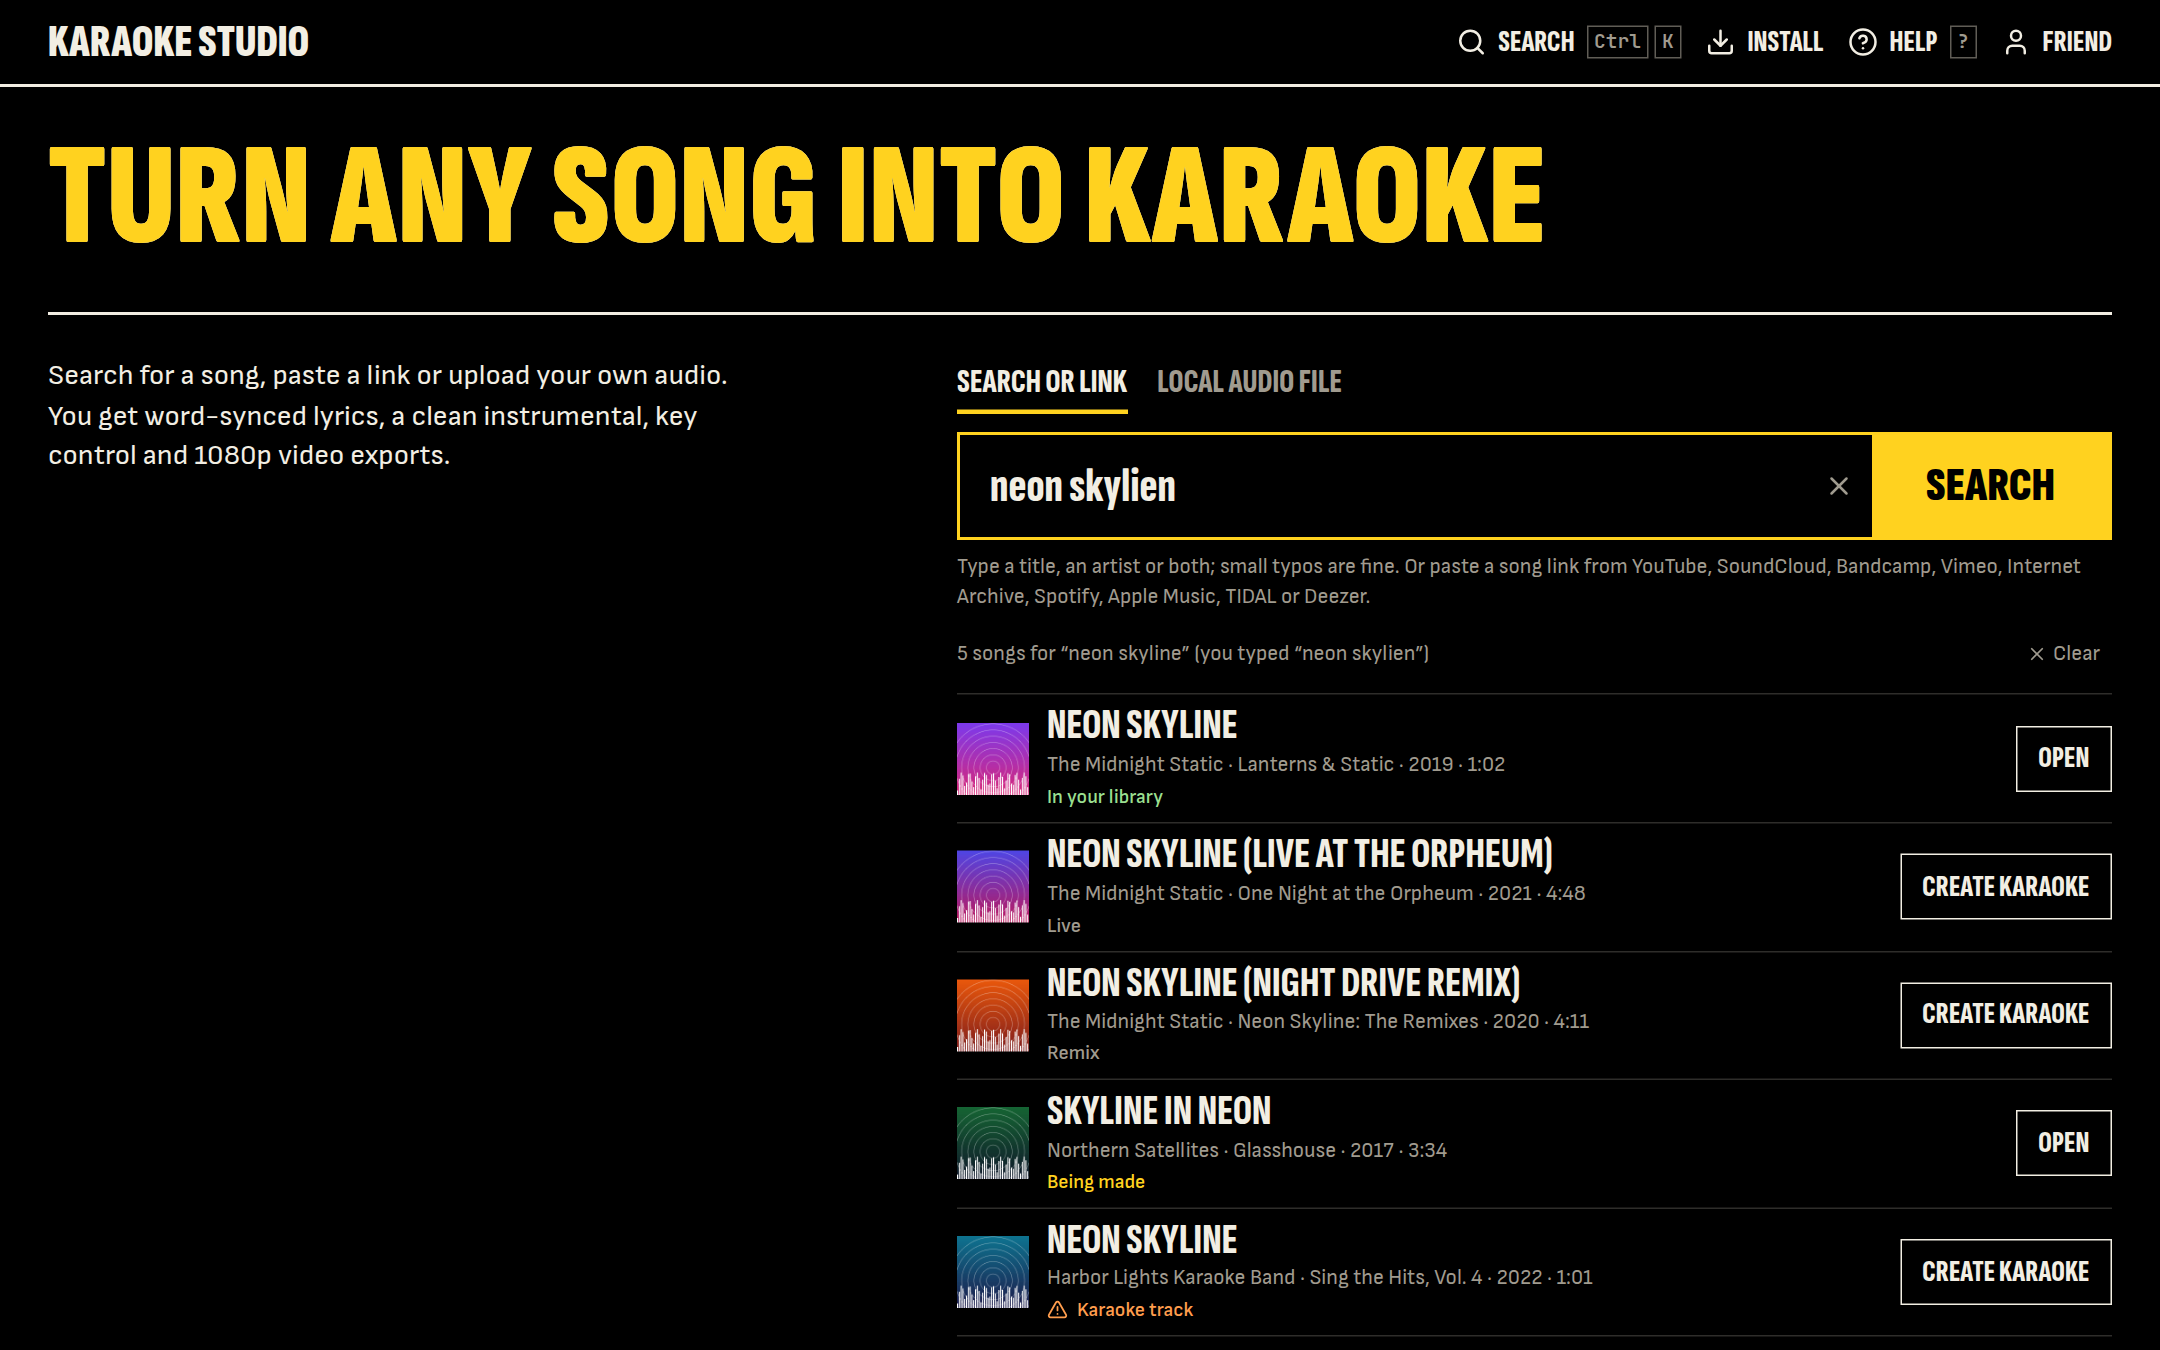 KARAOKE STUDIO
SEARCH Ctrl K INSTALL HELP ? FRIEND
TURN ANY SONG INTO KARAOKE
Search for a song, paste a link or upload your own audio.
You get word-synced lyrics, a clean instrumental, key
control and 1080p video exports.
SEARCH OR LINK LOCAL AUDIO FILE
neon skylien
SEARCH
Type a title, an artist or both; small typos are fine. Or paste a song link from YouTube, SoundCloud, Bandcamp, Vimeo, Internet
Archive, Spotify, Apple Music, TIDAL or Deezer.
5 songs for “neon skyline” (you typed “neon skylien”)
Clear
NEON SKYLINE
The Midnight Static · Lanterns & Static · 2019 · 1:02
In your library
OPEN
NEON SKYLINE (LIVE AT THE ORPHEUM)
The Midnight Static · One Night at the Orpheum · 2021 · 4:48
Live
CREATE KARAOKE
NEON SKYLINE (NIGHT DRIVE REMIX)
The Midnight Static · Neon Skyline: The Remixes · 2020 · 4:11
Remix
CREATE KARAOKE
SKYLINE IN NEON
Northern Satellites · Glasshouse · 2017 · 3:34
Being made
OPEN
NEON SKYLINE
Harbor Lights Karaoke Band · Sing the Hits, Vol. 4 · 2022 · 1:01
Karaoke track
CREATE KARAOKE